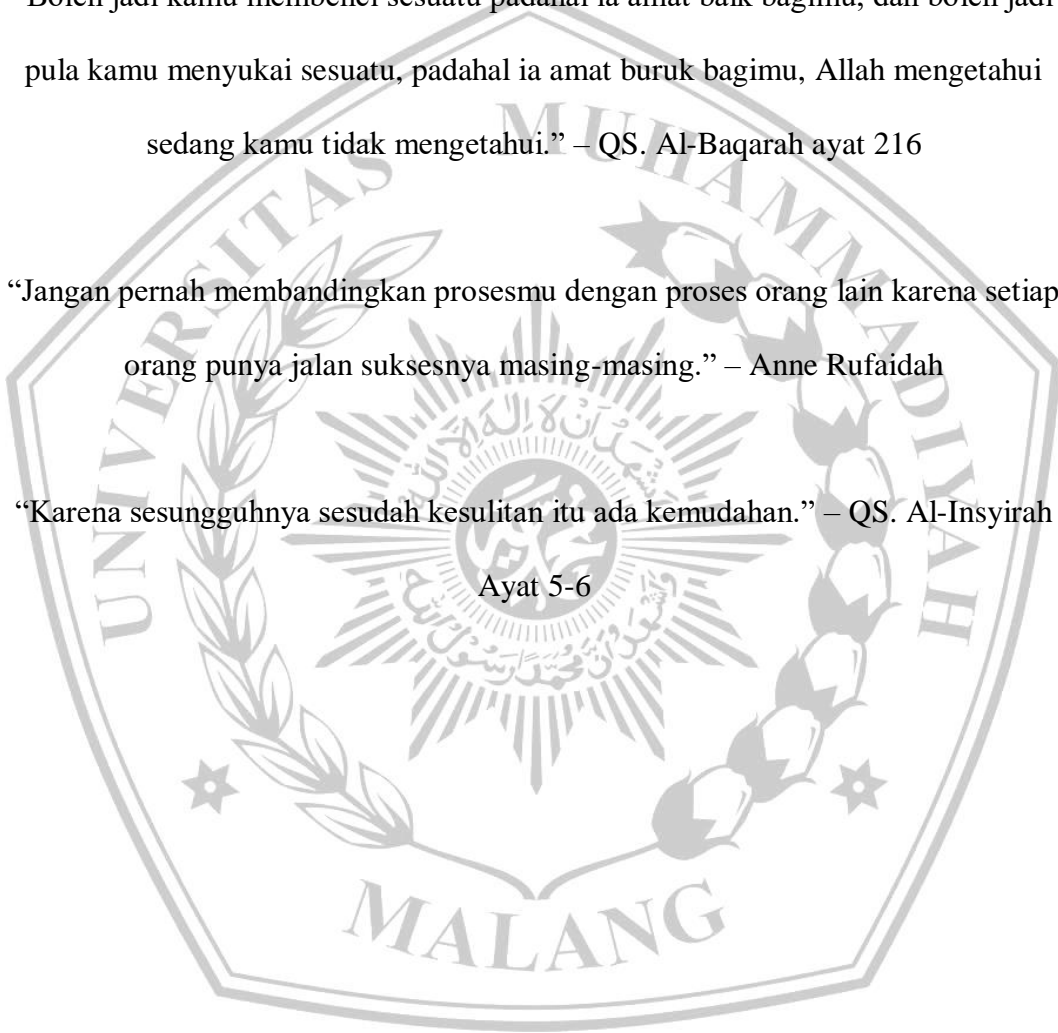 Boleh jadi kamu membenci sesuatu padahal ia amat baik bagimu, dan boleh jadi
pula kamu menyukai sesuatu, padahal ia amat buruk bagimu, Allah mengetahui
sedang kamu tidak mengetahui.” – QS. Al-Baqarah ayat 216
“Jangan pernah membandingkan prosesmu dengan proses orang lain karena setiap
orang punya jalan suksesnya masing-masing.” – Anne Rufaidah
“Karena sesungguhnya sesudah kesulitan itu ada kemudahan.” – QS. Al-Insyirah
Ayat 5-6
UNIVERSITAS MUHAMMADIYAH
MALANG